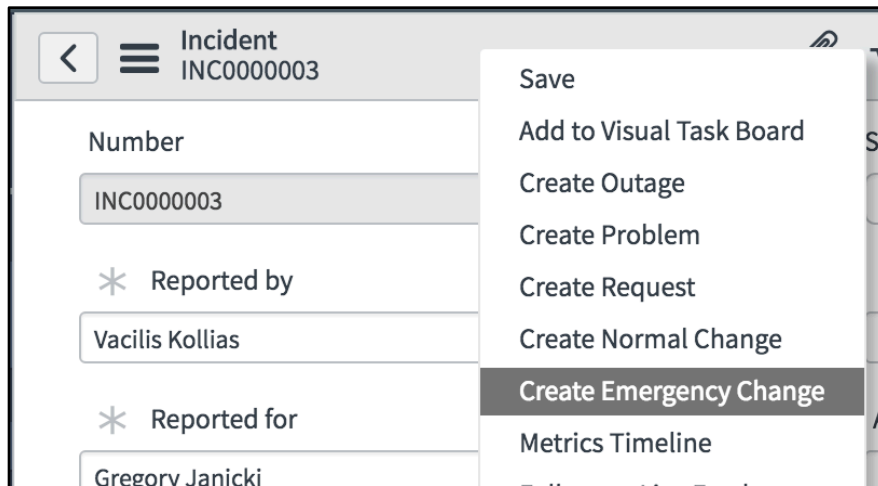 Incident
INC0000003
Number
INC0000003
Reported by
Vacilis Kollias
Reported for
Gregory Janicki
Save
Add to Visual Task Board
Create Outage
Create Problem
Create Request
Create Normal Change
Create Emergency Change
Metrics Timeline